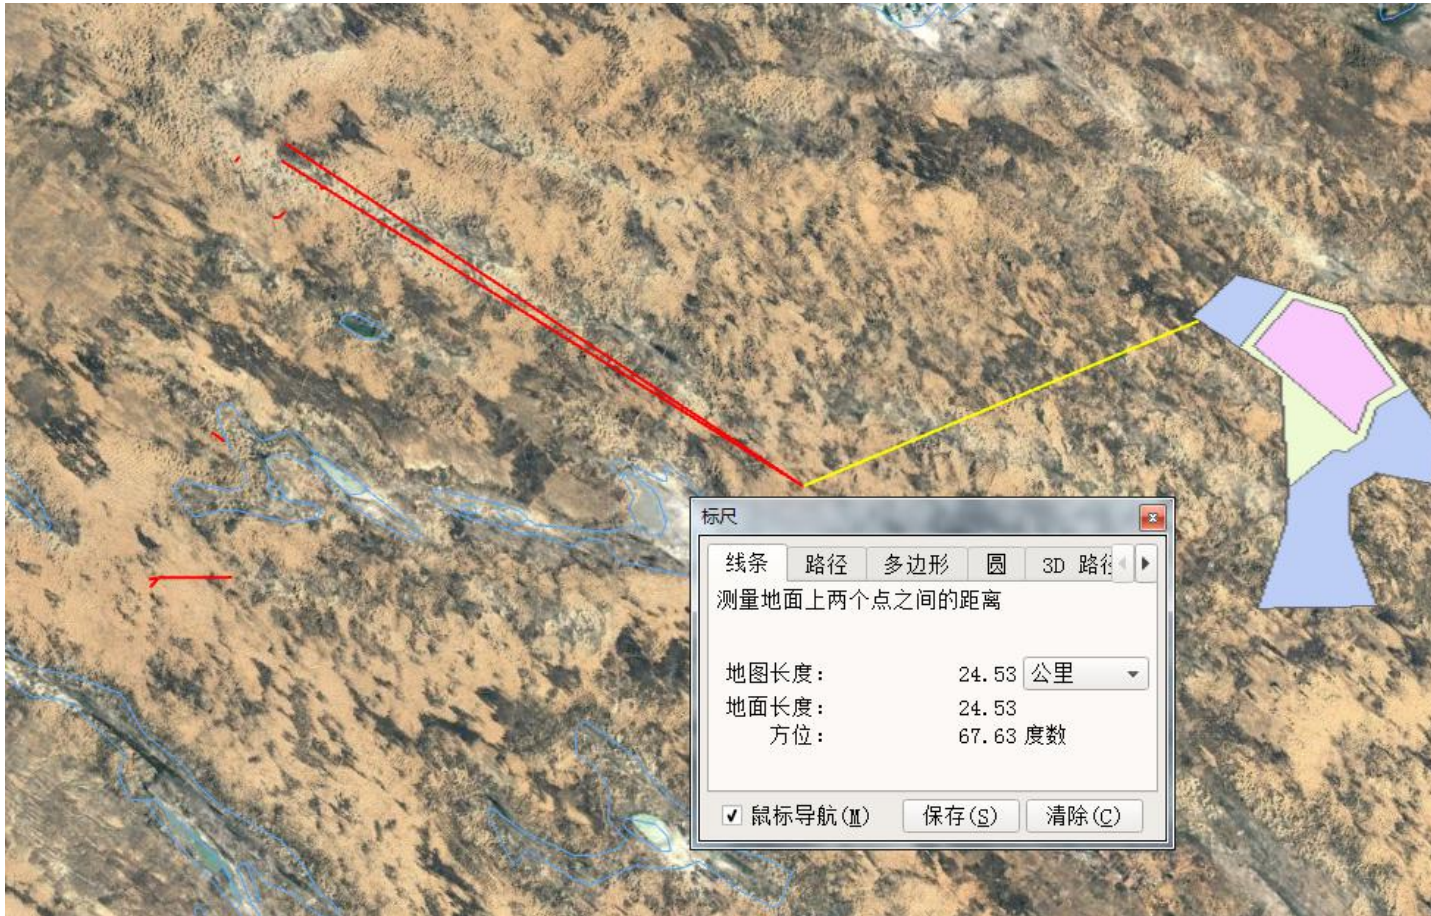 标尺
线条 路径 多边形 圆 3D 路径
测量地面上两个点之间的距离
地图长度： 24.53 公里
地面长度： 24.53
方位： 67.63 度数
鼠标导航(M) 保存(S) 清除(C)